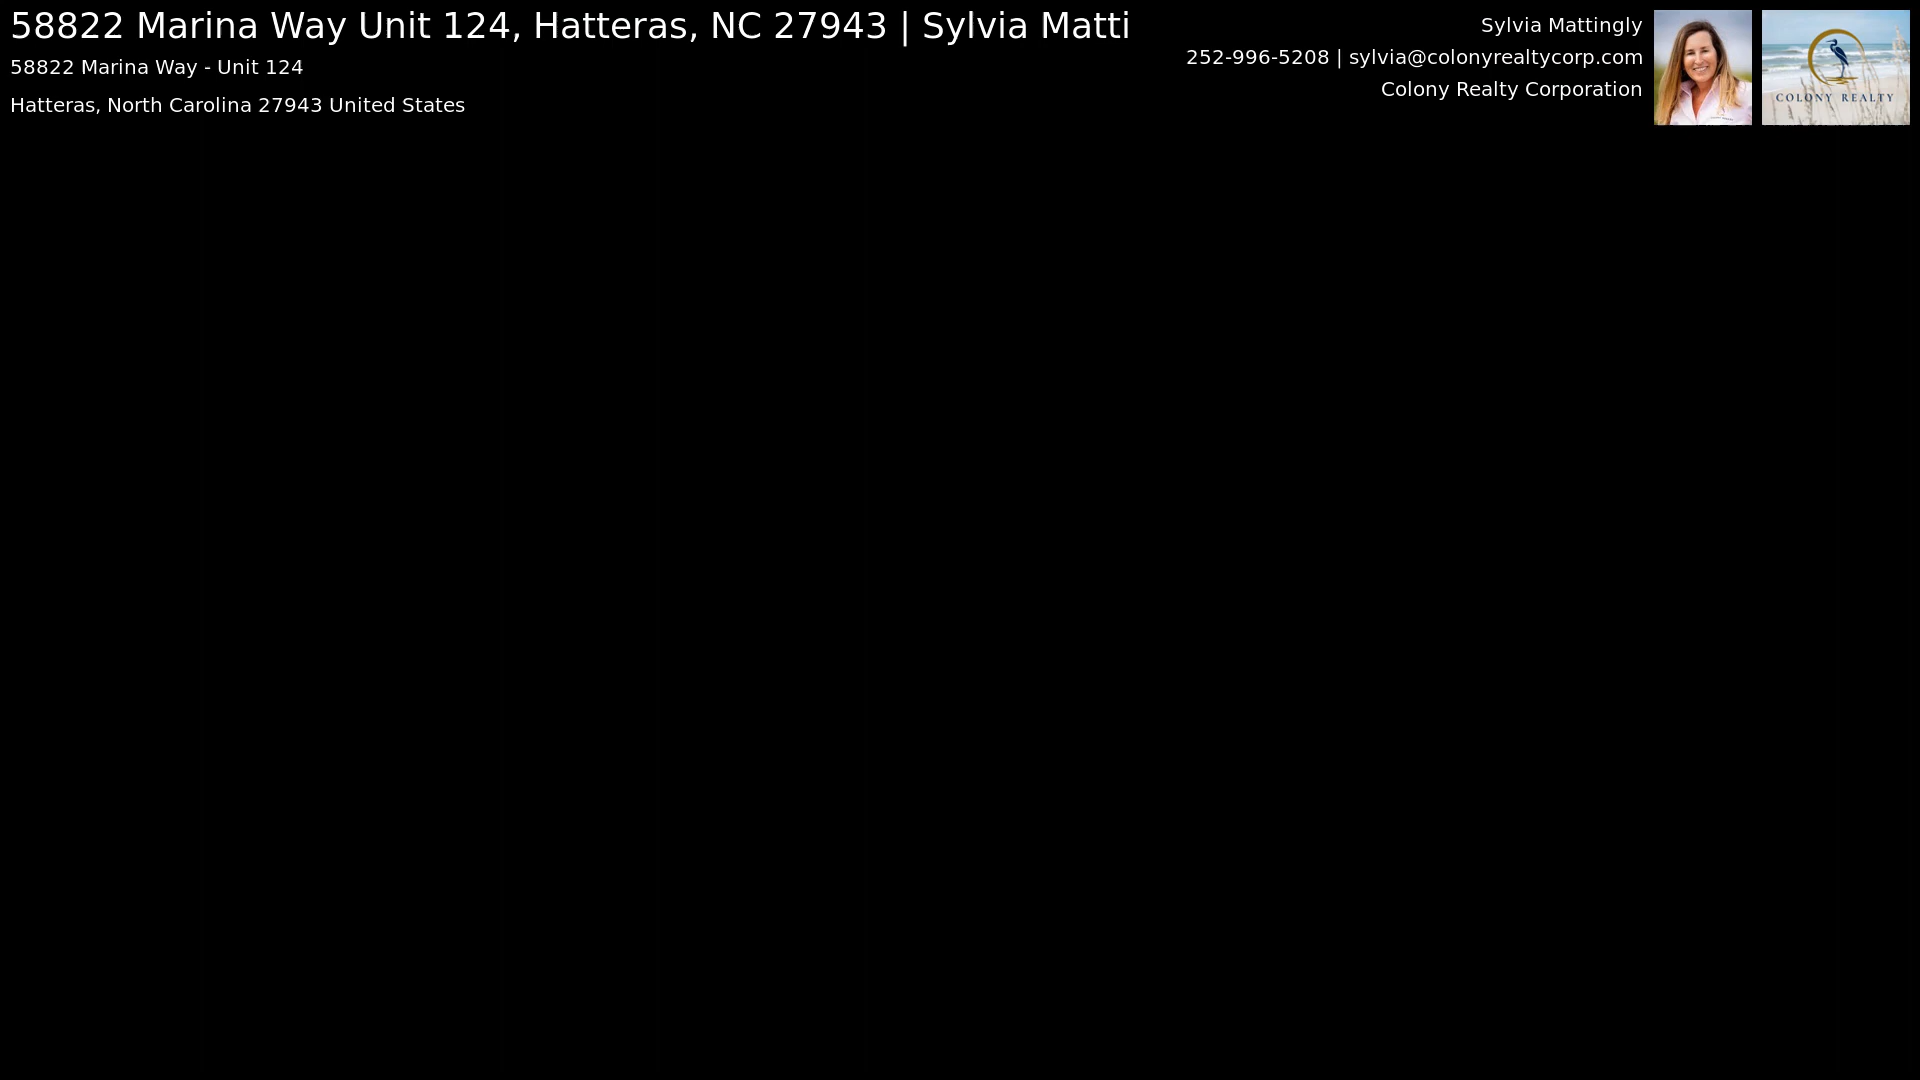 58822 Marina Way Unit 124, Hatteras, NC 27943 | Sylvia Matti
58822 Marina Way - Unit 124
Hatteras, North Carolina 27943 United States
Sylvia Mattingly
252-996-5208 | sylvia@colonyrealtycorp.com
Colony Realty Corporation
COLONY REALTY